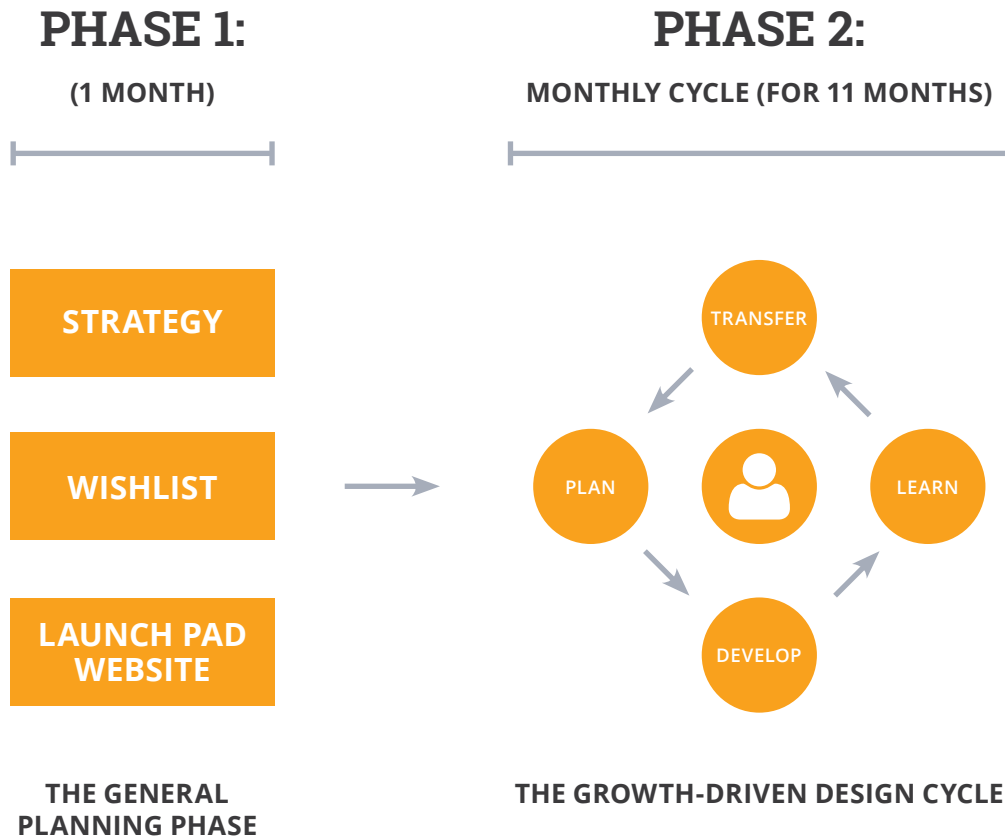 PHASE 1:
(1 MONTH)
STRATEGY
WISHLIST
LAUNCH PAD
WEBSITE
THE GENERAL
PLANNING PHASE
PHASE 2:
MONTHLY CYCLE (FOR 11 MONTHS)
TRANSFER
PLAN
LEARN
DEVELOP
THE GROWTH-DRIVEN DESIGN CYCLE